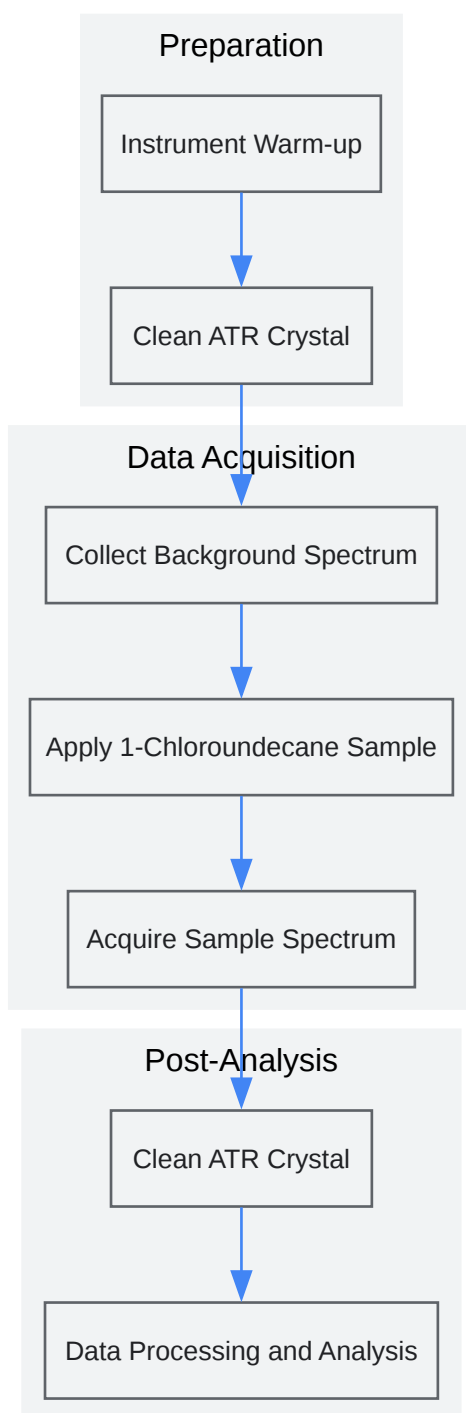 Preparation
Instrument Warm-up
Clean ATR Crystal
Data Acquisition
Collect Background Spectrum
Apply 1-Chloroundecane Sample
Acquire Sample Spectrum
Post-Analysis
Clean ATR Crystal
Data Processing and Analysis